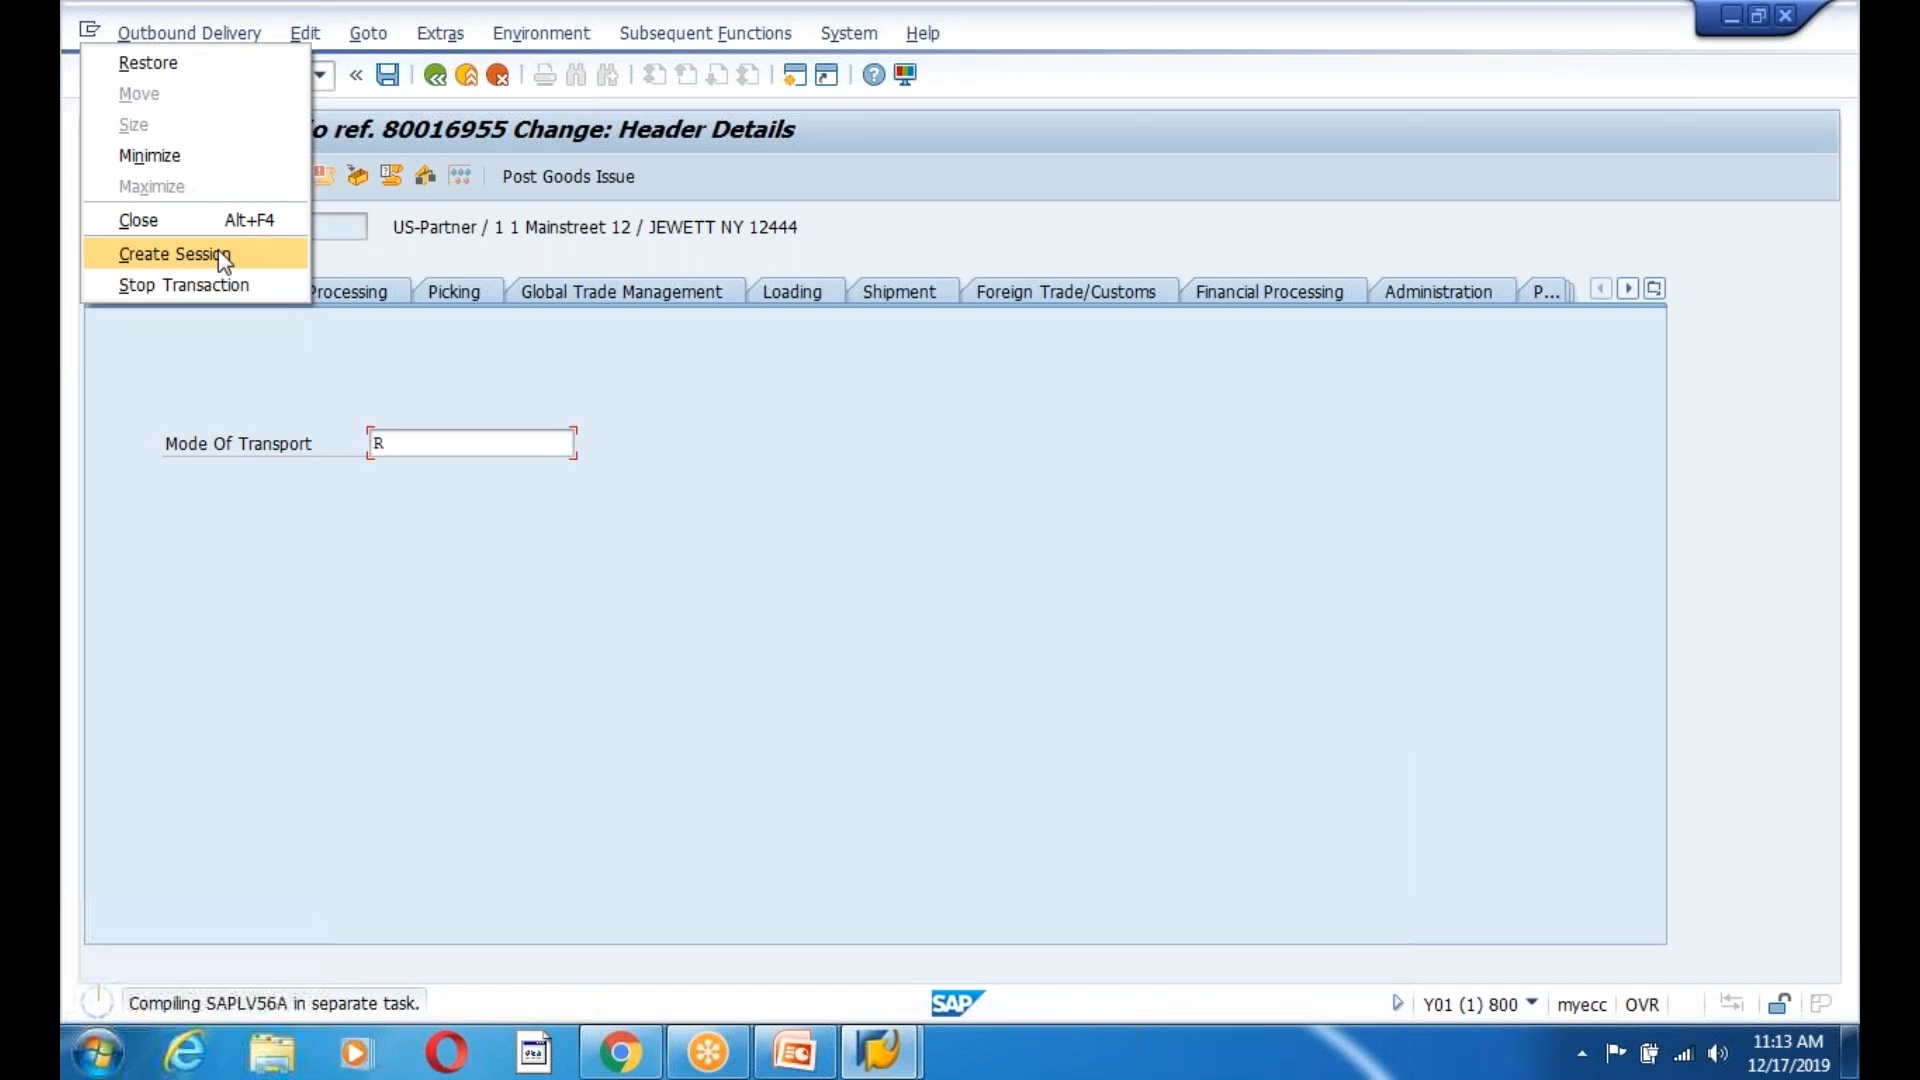 Outbound Delivery Edit Goto Extras Environment Subsequent Functions System Help
Restore
Move
Size
Minimize
Maximize
Close Alt+F4
Create Session
Stop Transaction
ref. 80016955 Change: Header Details
Post Goods Issue
US-Partner / 1 1 Mainstreet 12 / JEWETT NY 12444
Processing Picking Global Trade Management Loading Shipment Foreign Trade/Customs Financial Processing Administration P...
Mode Of Transport R
Compiling SAPLV56A in separate task.
SAP
Y01 (1) 800 myecc OVR
11:13 AM
12/17/2019